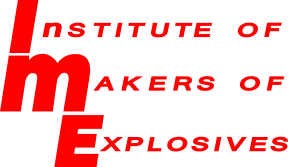 INSTITUTE OF
MAKERS OF
EXPLOSIVES